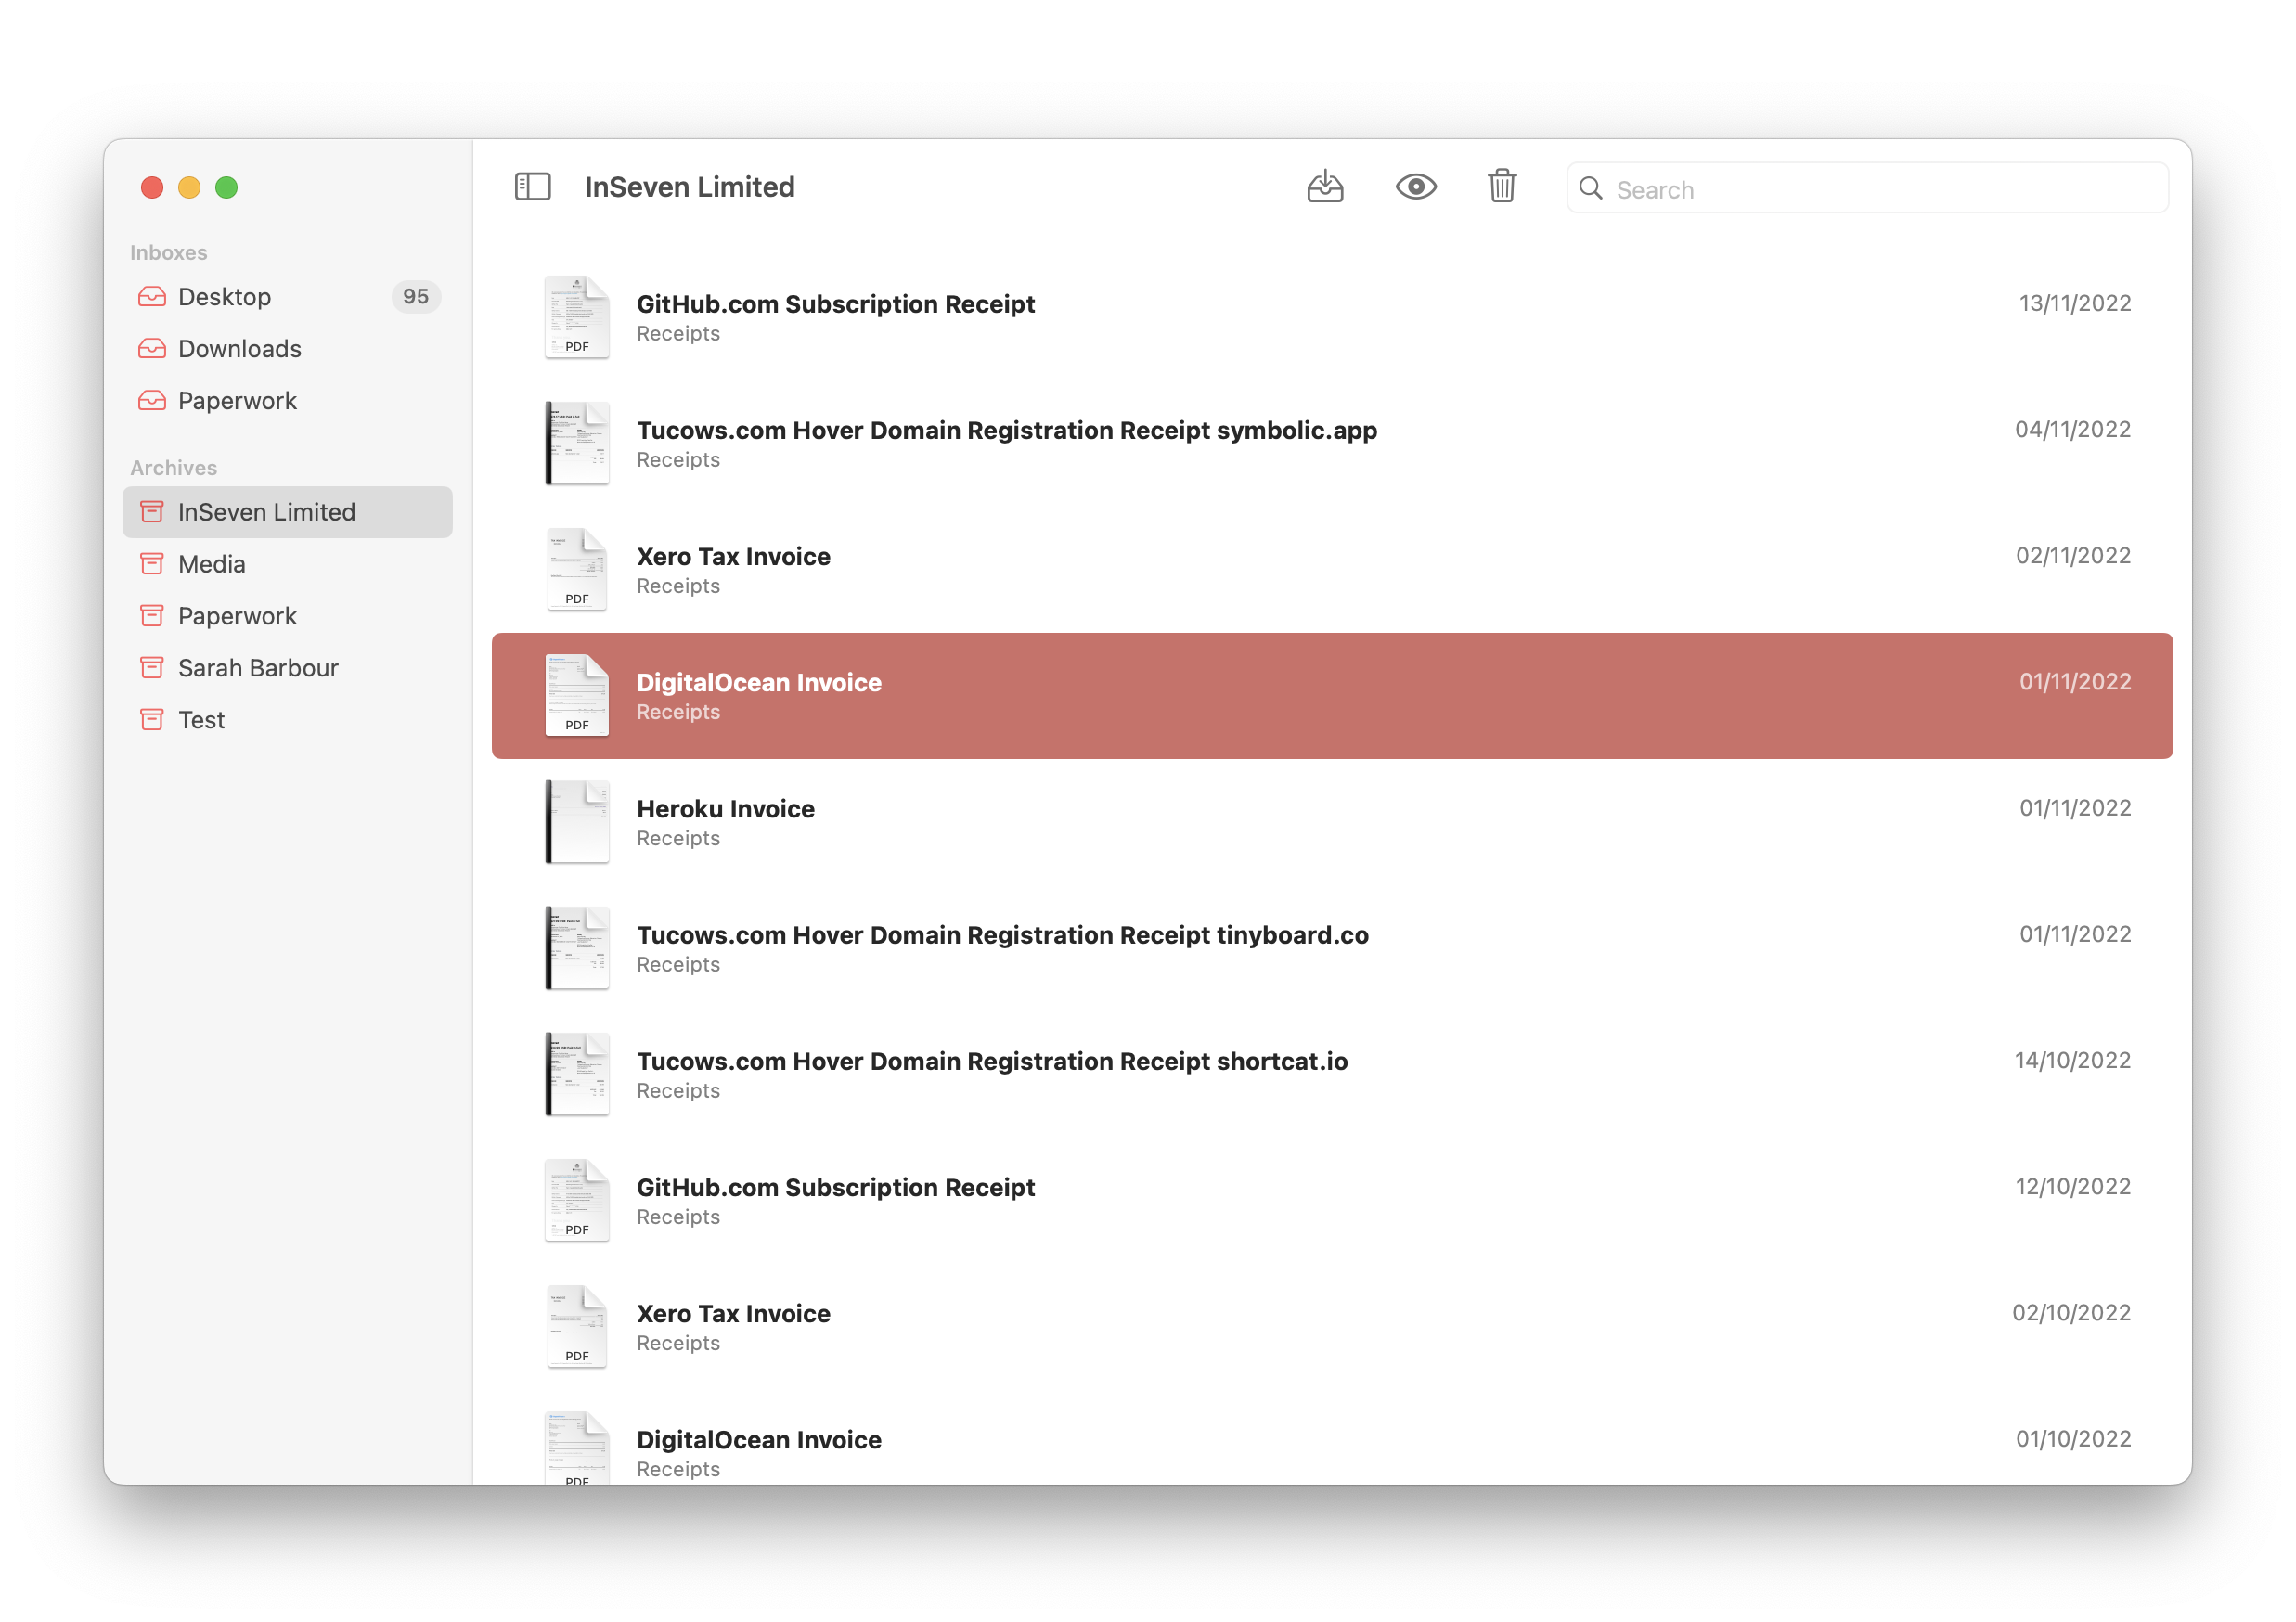 InSeven Limited
Search
Inboxes
Desktop
95
Downloads
Paperwork
Archives
InSeven Limited
Media
Paperwork
Sarah Barbour
Test
GitHub.com Subscription Receipt
13/11/2022
Receipts
PDF
Tucows.com Hover Domain Registration Receipt symbolic.app
04/11/2022
Receipts
Xero Tax Invoice
02/11/2022
Receipts
PDF
DigitalOcean Invoice
01/11/2022
Receipts
PDF
Heroku Invoice
01/11/2022
Receipts
Tucows.com Hover Domain Registration Receipt tinyboard.co
01/11/2022
Receipts
Tucows.com Hover Domain Registration Receipt shortcat.io
14/10/2022
Receipts
GitHub.com Subscription Receipt
12/10/2022
Receipts
PDF
Xero Tax Invoice
02/10/2022
Receipts
PDF
DigitalOcean Invoice
01/10/2022
Receipts
PDF